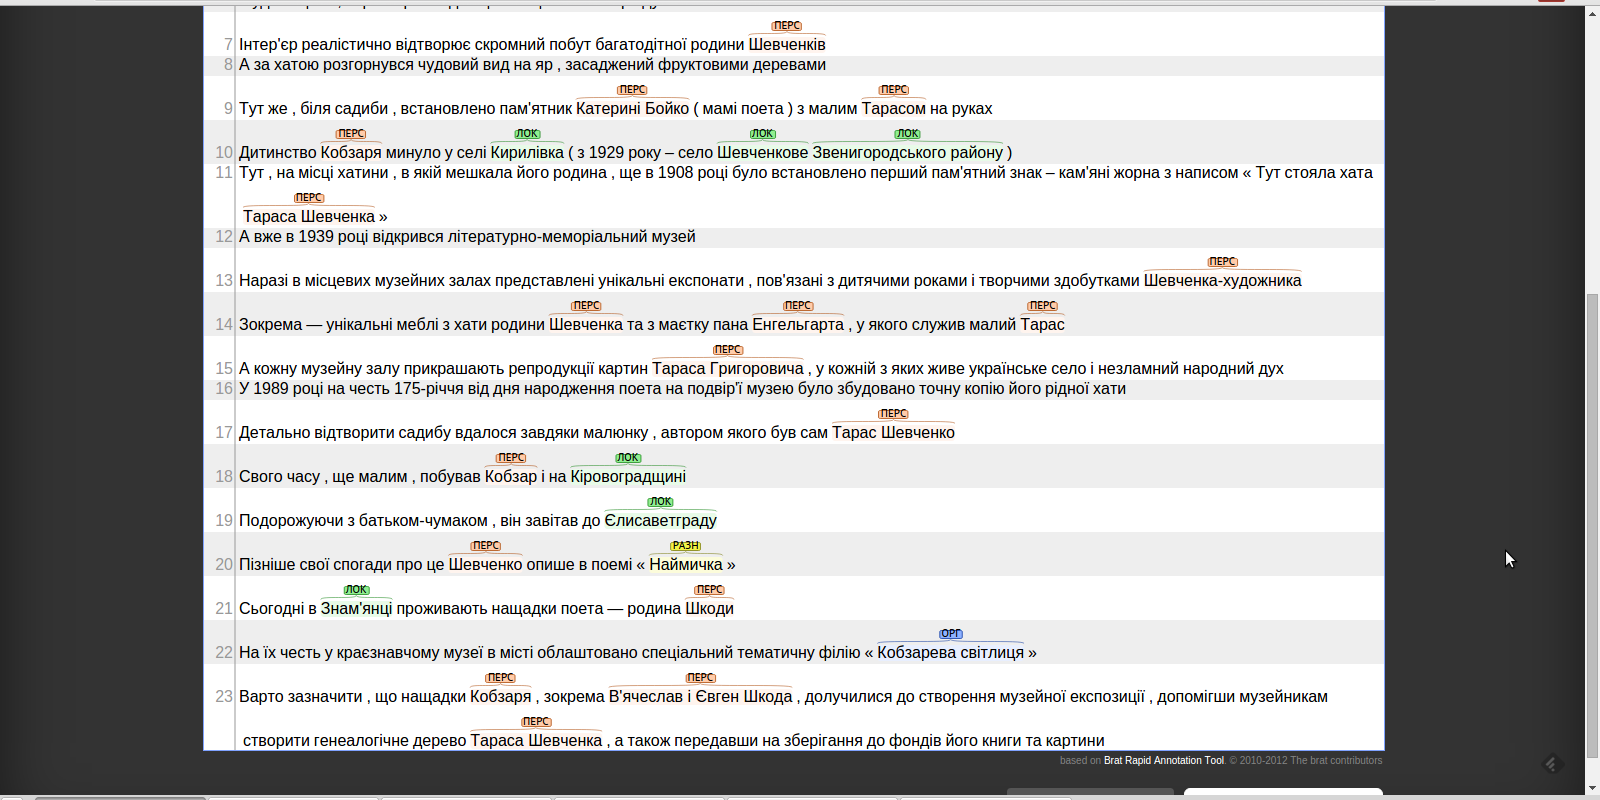 ПЕРС
7 Інтер'єр реалістично відтворює скромний побут багатодітної родини Шевченків
8 А за хатою розгорнувся чудовий вид на яр , засаджений фруктовими деревами
ПЕРС ПЕРС
9 Тут же , біля садиби , встановлено пам'ятник Катерині Бойко ( мамі поета ) з малим Тарасом на руках
ПЕРС ЛОК ЛОК ЛОК
10 Дитинство Кобзаря минуло у селі Кирилівка ( з 1929 року – село Шевченкове Звенигородського району )
11 Тут , на місці хатини , в якій мешкала його родина , ще в 1908 році було встановлено перший пам'ятний знак – кам'яні жорна з написом « Тут стояла хата
ПЕРС
Тараса Шевченка »
12 А вже в 1939 році відкрився літературно-меморіальний музей
ПЕРС
13 Наразі в місцевих музейних залах представлені унікальні експонати , пов'язані з дитячими роками і творчими здобутками Шевченка-художника
ПЕРС ПЕРС ПЕРС
14 Зокрема — унікальні меблі з хати родини Шевченка та з маєтку пана Енгельгарта , у якого служив малий Тарас
ПЕРС
15 А кожну музейну залу прикрашають репродукції картин Тараса Григоровича , у кожній з яких живе українське село і незламний народний дух
16 У 1989 році на честь 175-річчя від дня народження поета на подвір'ї музею було збудовано точну копію його рідної хати
ПЕРС
17 Детально відтворити садибу вдалося завдяки малюнку , автором якого був сам Тарас Шевченко
ПЕРС ЛОК
18 Свого часу , ще малим , побував Кобзар і на Кіровоградщині
ЛОК
19 Подорожуючи з батьком-чумаком , він завітав до Єлисаветграду
ПЕРС РАЗН
20 Пізніше свої спогади про це Шевченко опише в поемі « Наймичка »
ЛОК ПЕРС
21 Сьогодні в Знам'янці проживають нащадки поета — родина Шкоди
ОРГ
22 На їх честь у краєзнавчому музеї в місті облаштовано спеціальний тематичну філію « Кобзарева світлиця »
ПЕРС ПЕРС
23 Варто зазначити , що нащадки Кобзаря , зокрема В'ячеслав і Євген Шкода , долучилися до створення музейної експозиції , допомігши музейникам
ПЕРС
створити генеалогічне дерево Тараса Шевченка , а також передавши на зберігання до фондів його книги та картини
based on Brat Rapid Annotation Tool. © 2010-2012 The brat contributors